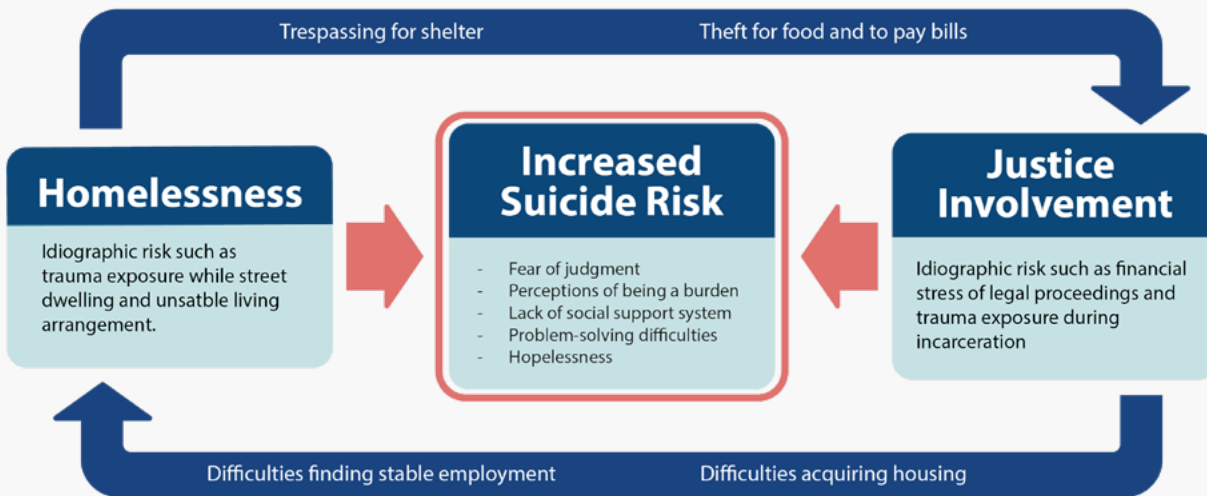 Trespassing for shelter
Theft for food and to pay bills
Homelessness
Idiographic risk such as
trauma exposure while street
dwelling and unsatble living
arrangement.
Increased
Suicide Risk
- Fear of judgment
- Perceptions of being a burden
- Lack of social support system
- Problem-solving difficulties
- Hopelessness
Justice
Involvement
Idiographic risk such as financial
stress of legal proceedings and
trauma exposure during
incarceration
Difficulties finding stable employment
Difficulties acquiring housing